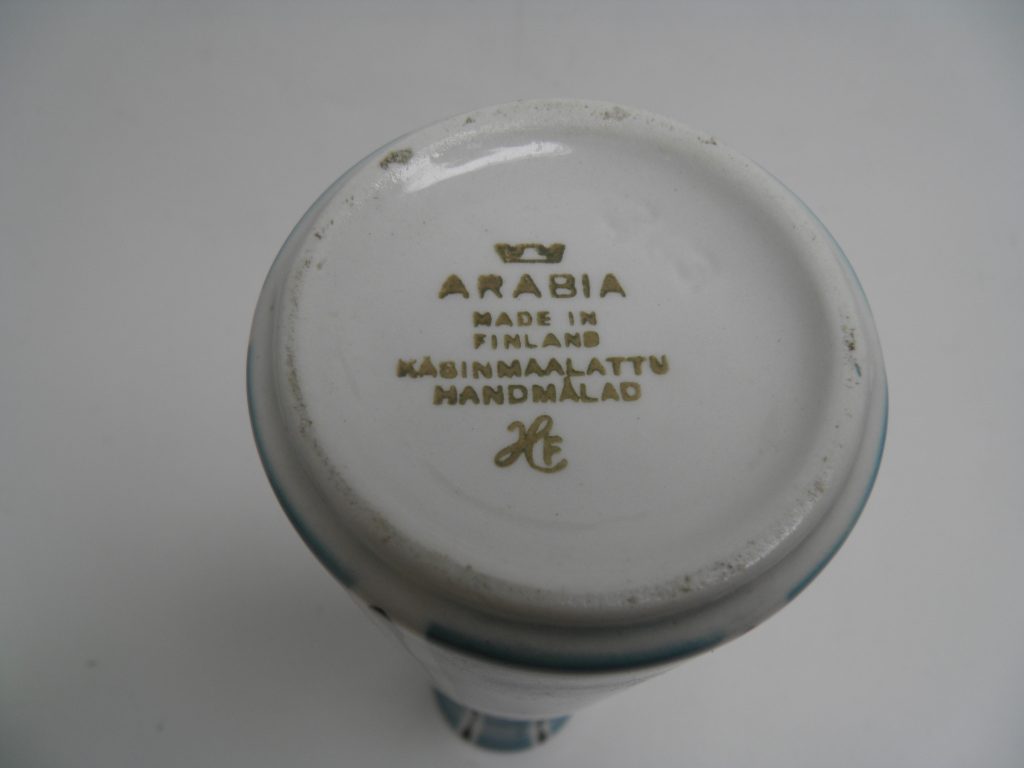 ARABIA
MADE IN
FINLAND
KÄSINMAALATTU
HANDMÅLAD
HF